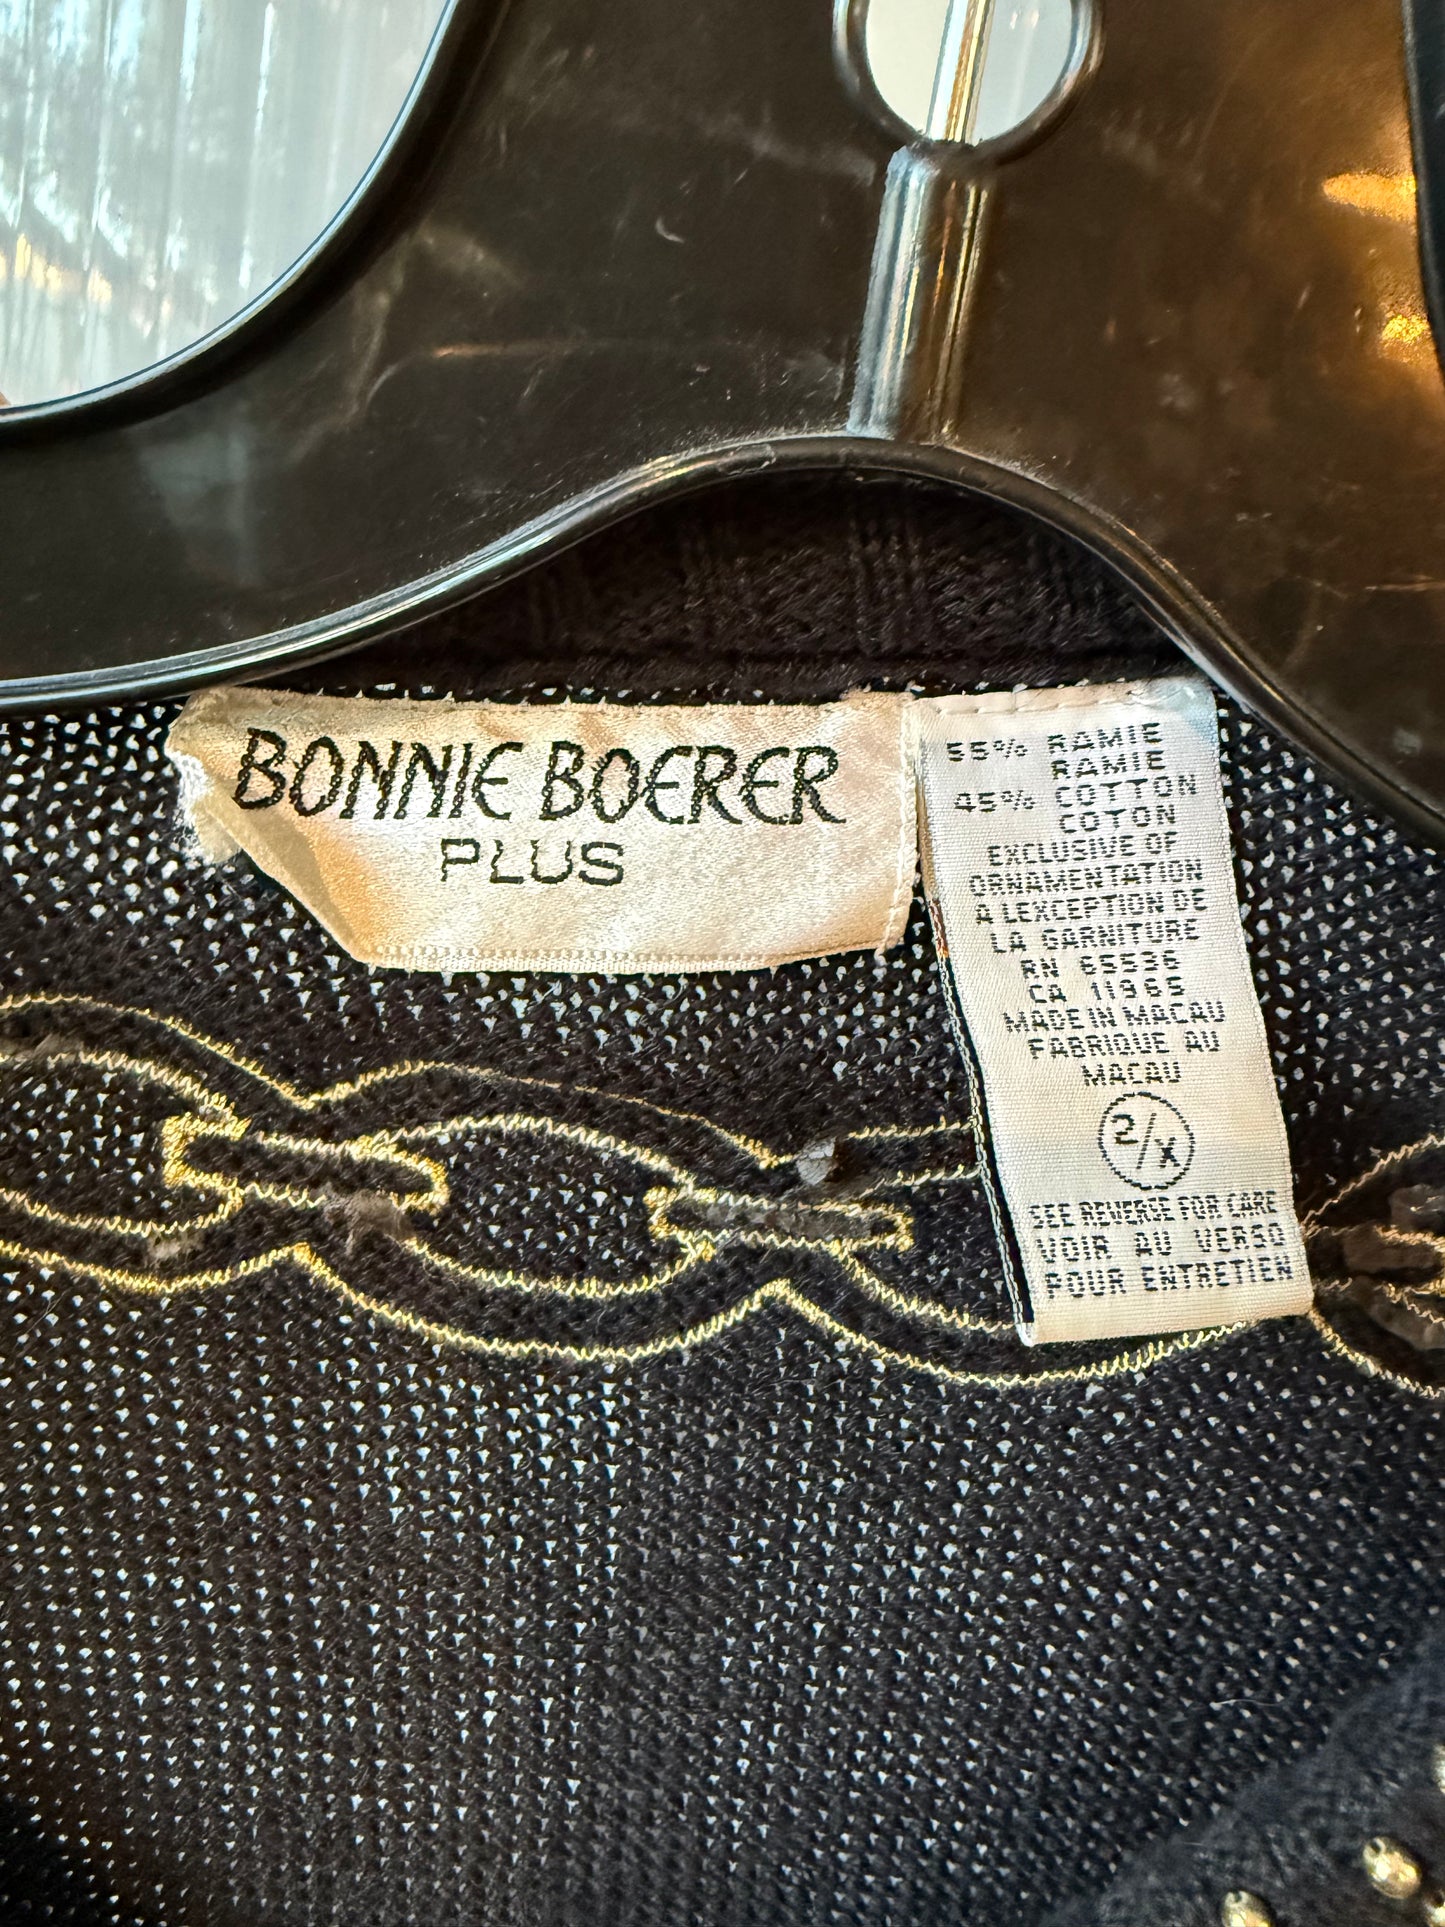 BONNIE BOERER
PLUS
55% RAMIE
RAMIE
45% COTTON
COTON
EXCLUSIVE OF
ORNAMENTATION
A LEXCEPTION DE
LA GARNITURE
RN 65536
CA 11965
MADE IN MACAU
FABRIQUE AU
MACAU
2/X
SEE REVERSE FOR CARE
VOIR AU VERSO
POUR ENTRETIEN